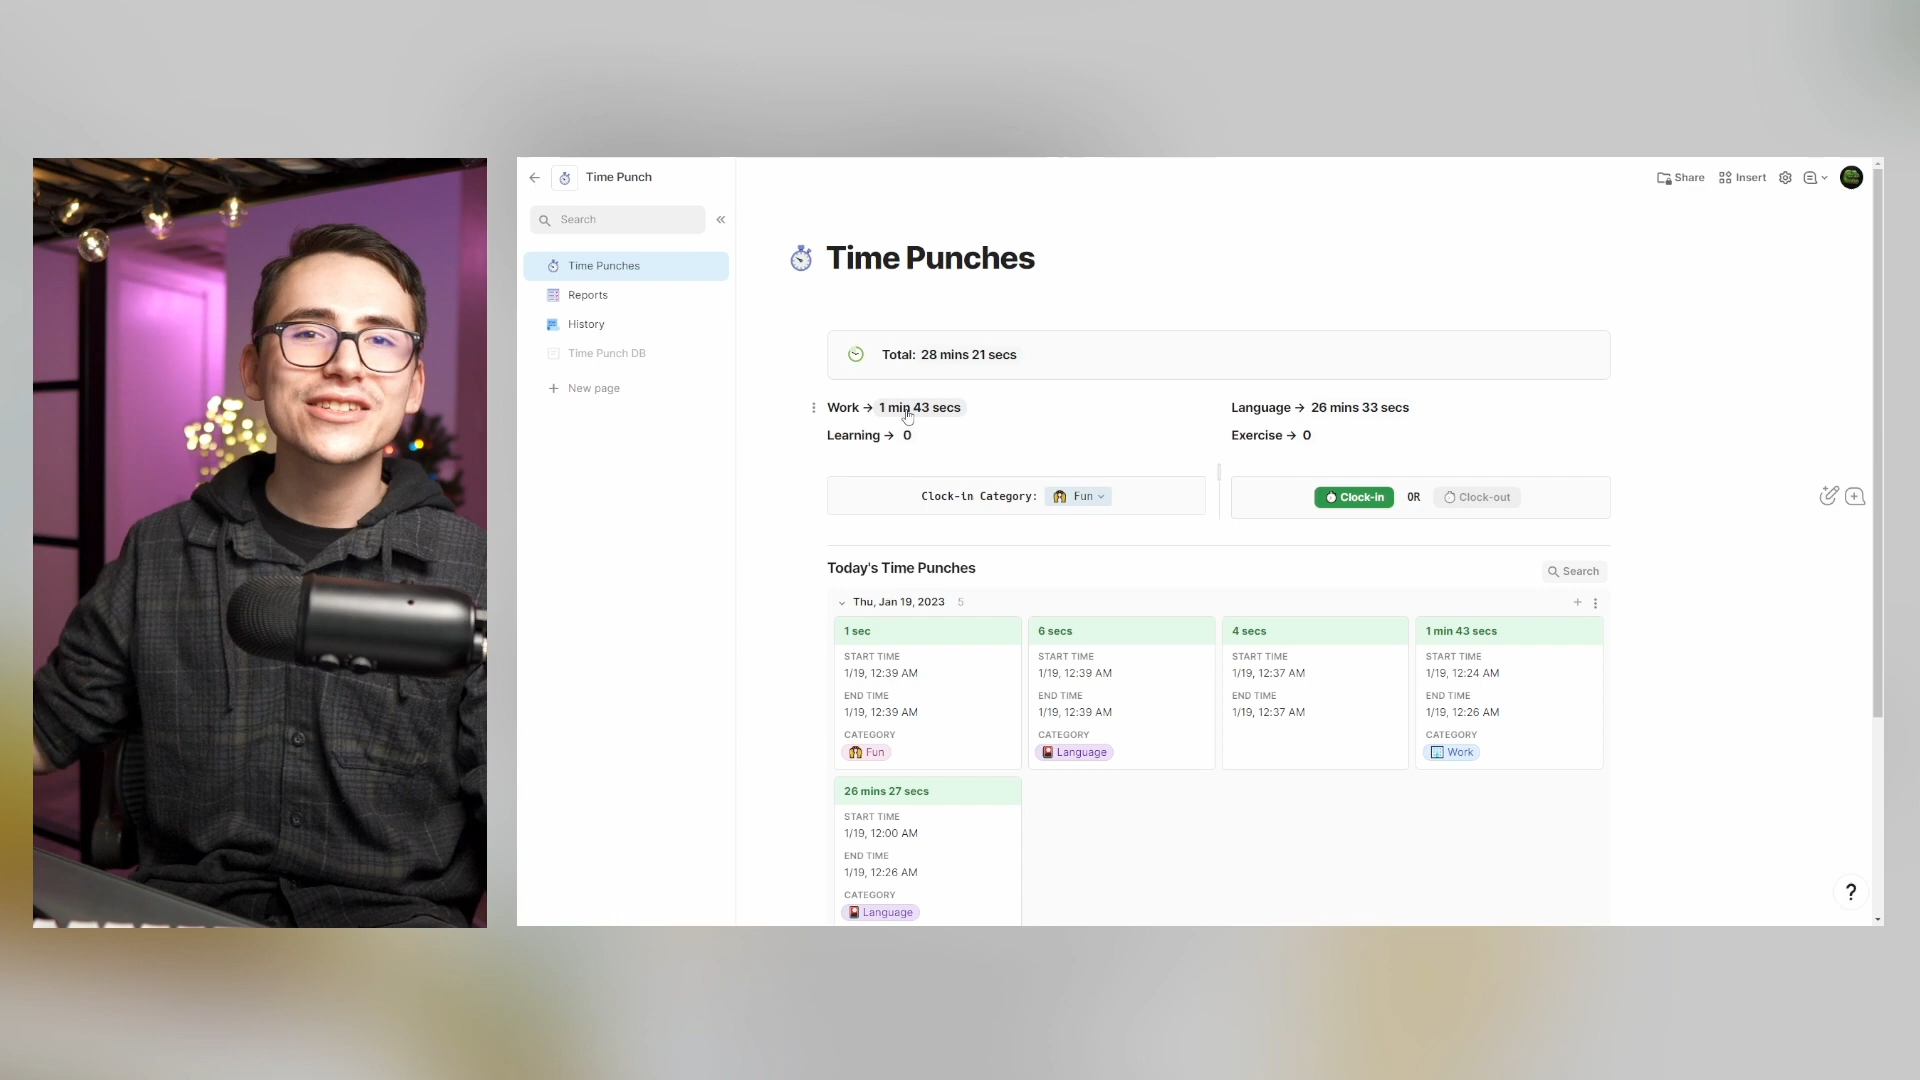 Time Punch
Share
Insert
Search
Time Punches
Reports
History
Time Punch DB
New page
Time Punches
Total: 28 mins 21 secs
Work → 1 min 43 secs
Language → 26 mins 33 secs
Learning → 0
Exercise → 0
Clock-in Category: Fun
Clock-in OR Clock-out
Today's Time Punches
Search
Thu, Jan 19, 2023 5
1 sec
START TIME
1/19, 12:39 AM
END TIME
1/19, 12:39 AM
CATEGORY
Fun
6 secs
START TIME
1/19, 12:39 AM
END TIME
1/19, 12:39 AM
CATEGORY
Language
4 secs
START TIME
1/19, 12:37 AM
END TIME
1/19, 12:37 AM
CATEGORY
1 min 43 secs
START TIME
1/19, 12:24 AM
END TIME
1/19, 12:26 AM
CATEGORY
Work
26 mins 27 secs
START TIME
1/19, 12:00 AM
END TIME
1/19, 12:26 AM
CATEGORY
Language
?